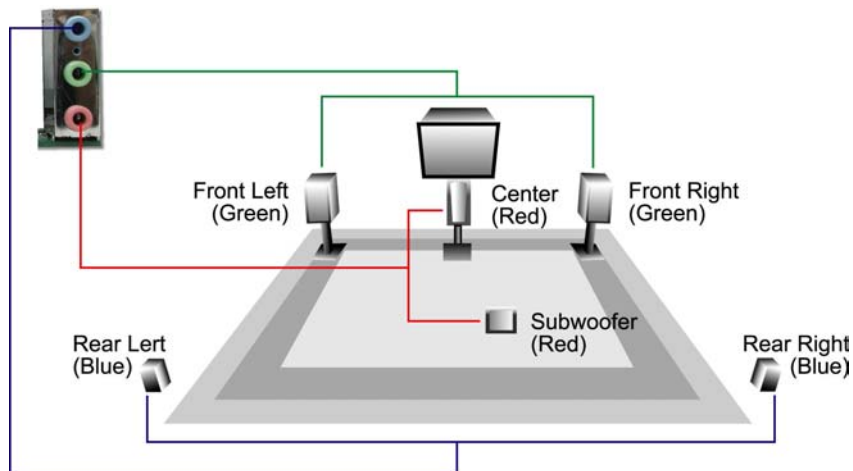 Front Left
(Green)
Center
(Red)
Front Right
(Green)
Subwoofer
(Red)
Rear Lert
(Blue)
Rear Right
(Blue)